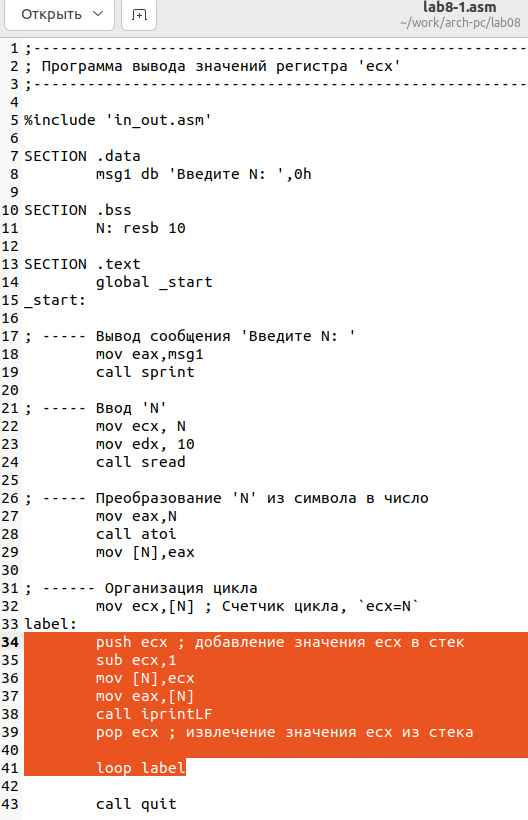 Открыть
lab8-1.asm
~/work/arch-pc/lab08
1 ;-------------------------------------------------------
2 ; Программа вывода значений регистра 'ecx'
3 ;-------------------------------------------------------
4
5 %include 'in_out.asm'
6
7 SECTION .data
8         msg1 db 'Введите N: ',0h
9
10 SECTION .bss
11         N: resb 10
12
13 SECTION .text
14         global _start
15 _start:
16
17 ; ----- Вывод сообщения 'Введите N: '
18         mov eax,msg1
19         call sprint
20
21 ; ----- Ввод 'N'
22         mov ecx, N
23         mov edx, 10
24         call sread
25
26 ; ----- Преобразование 'N' из символа в число
27         mov eax,N
28         call atoi
29         mov [N],eax
30
31 ; ------ Организация цикла
32         mov ecx,[N] ; Счетчик цикла, `ecx=N`
33 label:
34         push ecx ; добавление значения ecx в стек
35         sub ecx,1
36         mov [N],ecx
37         mov eax,[N]
38         call iprintLF
39         pop ecx ; извлечение значения ecx из стека
40
41         loop label
42
43         call quit